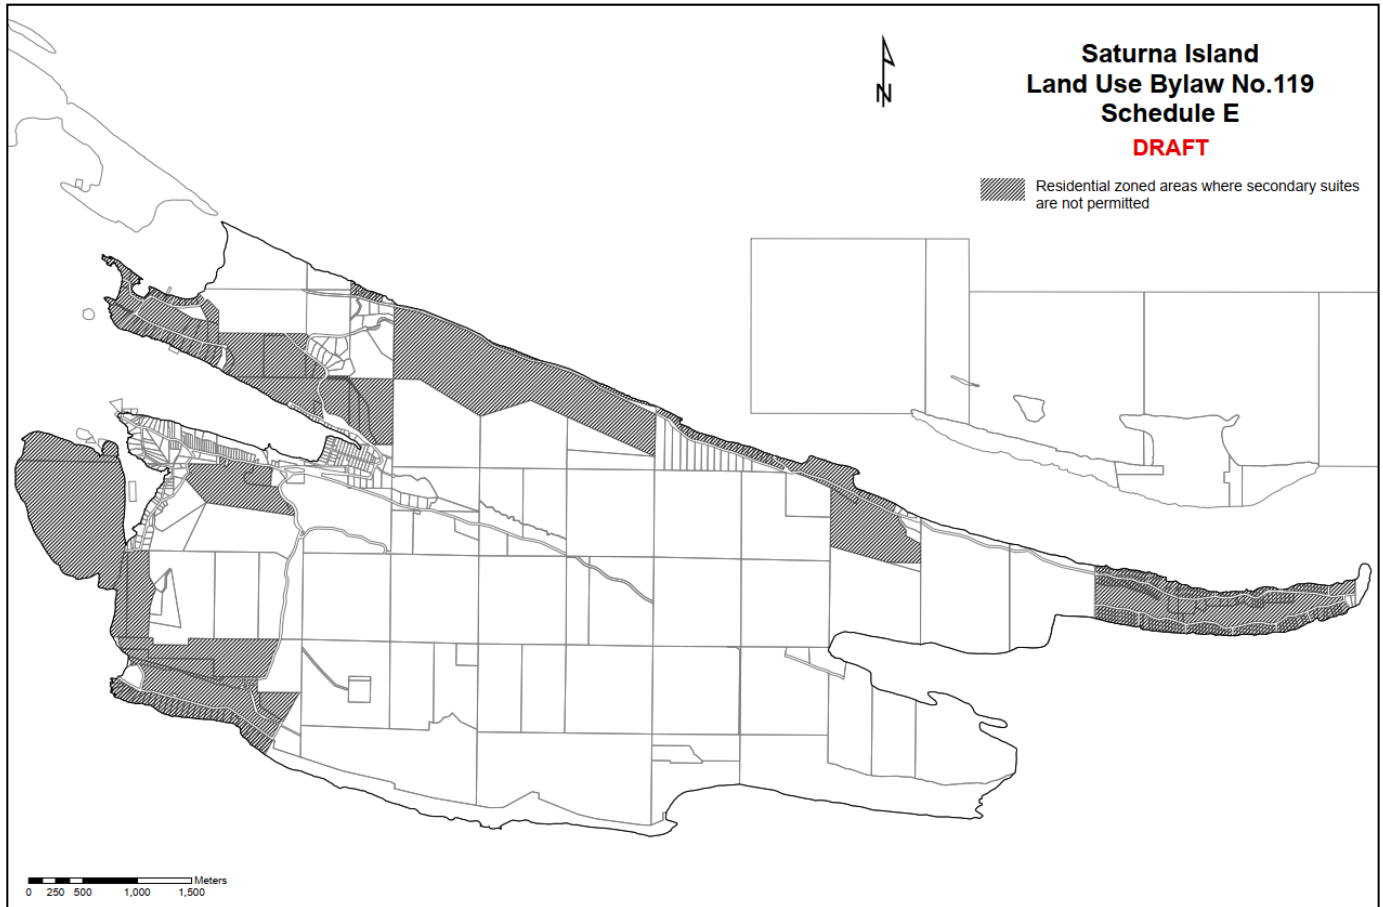 Saturna Island
Land Use Bylaw No.119
Schedule E
DRAFT
Residential zoned areas where secondary suites
are not permitted
N
Meters
0 250 500 1,000 1,500